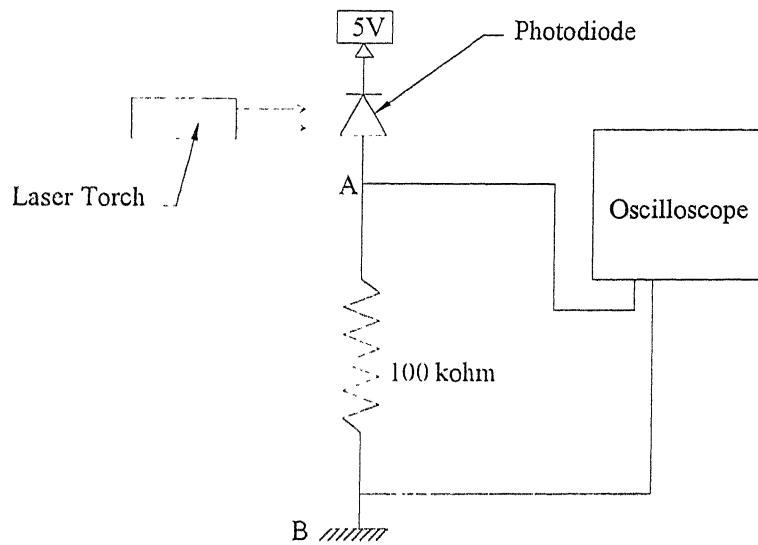 5V
Photodiode
Laser Torch
A
Oscilloscope
100 kohm
B